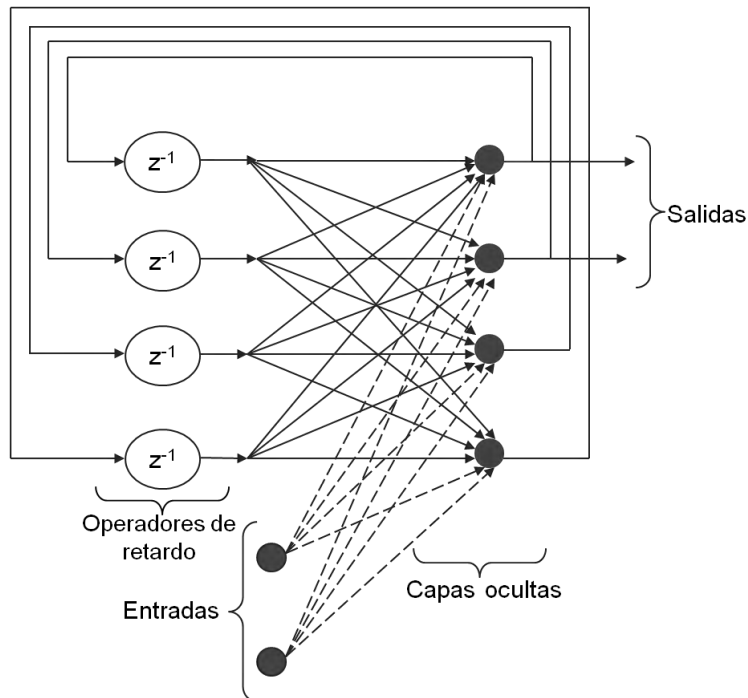 z⁻¹
z⁻¹
z⁻¹
z⁻¹
Salidas
Operadores de
retardo
Entradas
Capas ocultas